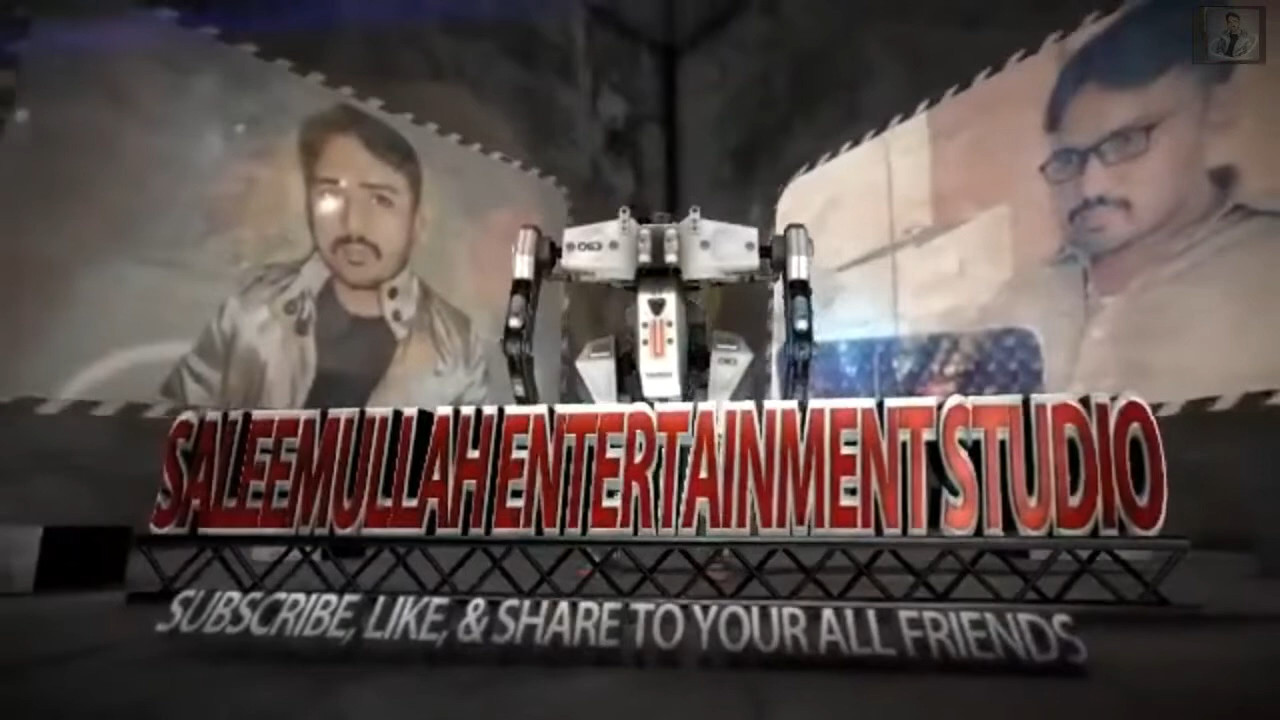 SALEEMULLAH ENTERTAINMENT STUDIO
SUBSCRIBE, LIKE, & SHARE TO YOUR ALL FRIENDS